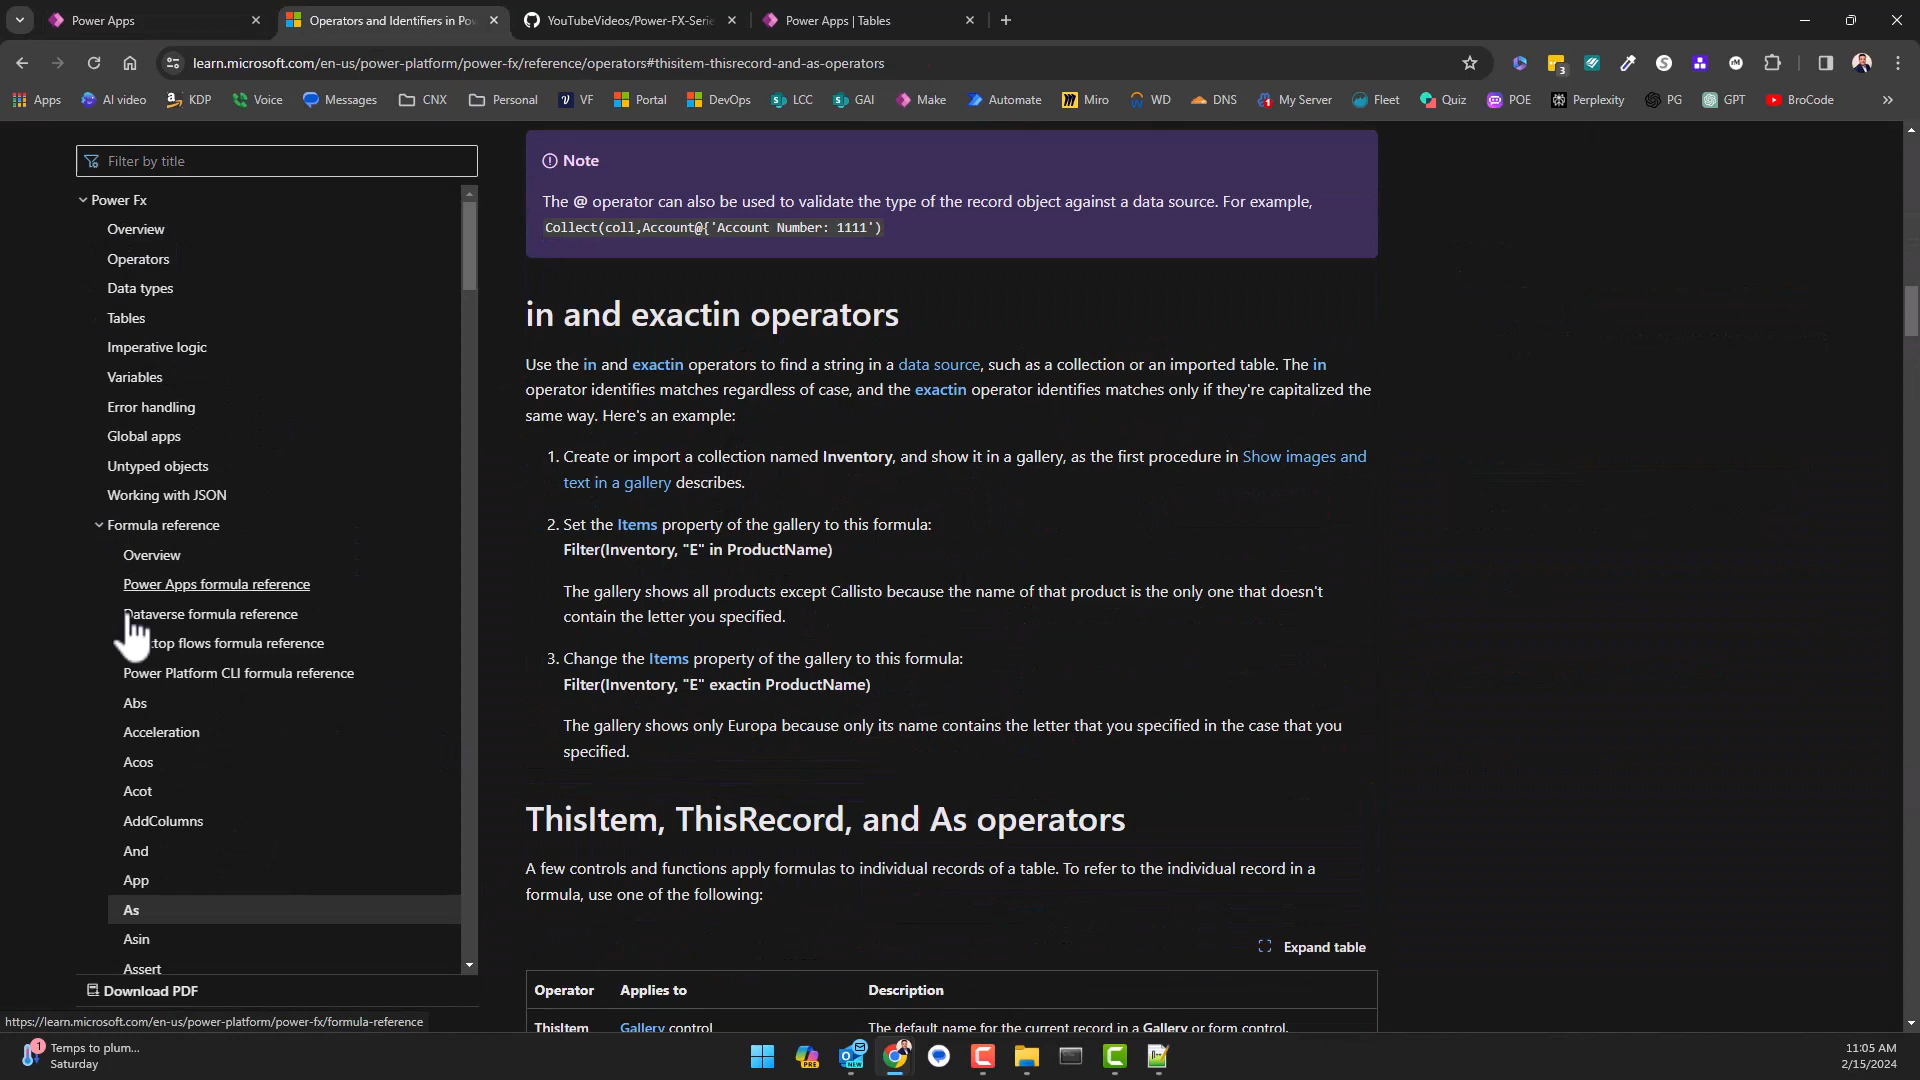 Power Apps
Operators and Identifiers in Po
YouTubeVideos/Power-FX-Serie
Power Apps | Tables
learn.microsoft.com/en-us/power-platform/power-fx/reference/operators#thisitem-thisrecord-and-as-operators
3
Apps
AI video
KDP
Voice
Messages
CNX
Personal
VF
Portal
DevOps
LCC
GAI
Make
Automate
Miro
WD
DNS
My Server
Fleet
Quiz
POE
Perplexity
PG
GPT
BroCode
Filter by title
Power Fx
Overview
Operators
Data types
Tables
Imperative logic
Variables
Error handling
Global apps
Untyped objects
Working with JSON
Formula reference
Overview
Power Apps formula reference
Dataverse formula reference
top flows formula reference
Power Platform CLI formula reference
Abs
Acceleration
Acos
Acot
AddColumns
And
App
As
Asin
Assert
Download PDF
https://learn.microsoft.com/en-us/power-platform/power-fx/formula-reference
Note
The @ operator can also be used to validate the type of the record object against a data source. For example,
Collect(coll,Account@{'Account Number: 1111')
in and exactin operators
Use the in and exactin operators to find a string in a data source, such as a collection or an imported table. The in
operator identifies matches regardless of case, and the exactin operator identifies matches only if they're capitalized the
same way. Here's an example:
1. Create or import a collection named Inventory, and show it in a gallery, as the first procedure in Show images and
text in a gallery describes.
2. Set the Items property of the gallery to this formula:
Filter(Inventory, "E" in ProductName)
The gallery shows all products except Callisto because the name of that product is the only one that doesn't
contain the letter you specified.
3. Change the Items property of the gallery to this formula:
Filter(Inventory, "E" exactin ProductName)
The gallery shows only Europa because only its name contains the letter that you specified in the case that you
specified.
ThisItem, ThisRecord, and As operators
A few controls and functions apply formulas to individual records of a table. To refer to the individual record in a
formula, use one of the following:
Expand table
Operator
Applies to
Description
ThisItem
Gallery control
The default name for the current record in a Gallery or form control.
1
Temps to plum...
Saturday
PRE
NEW
11:05 AM
2/15/2024